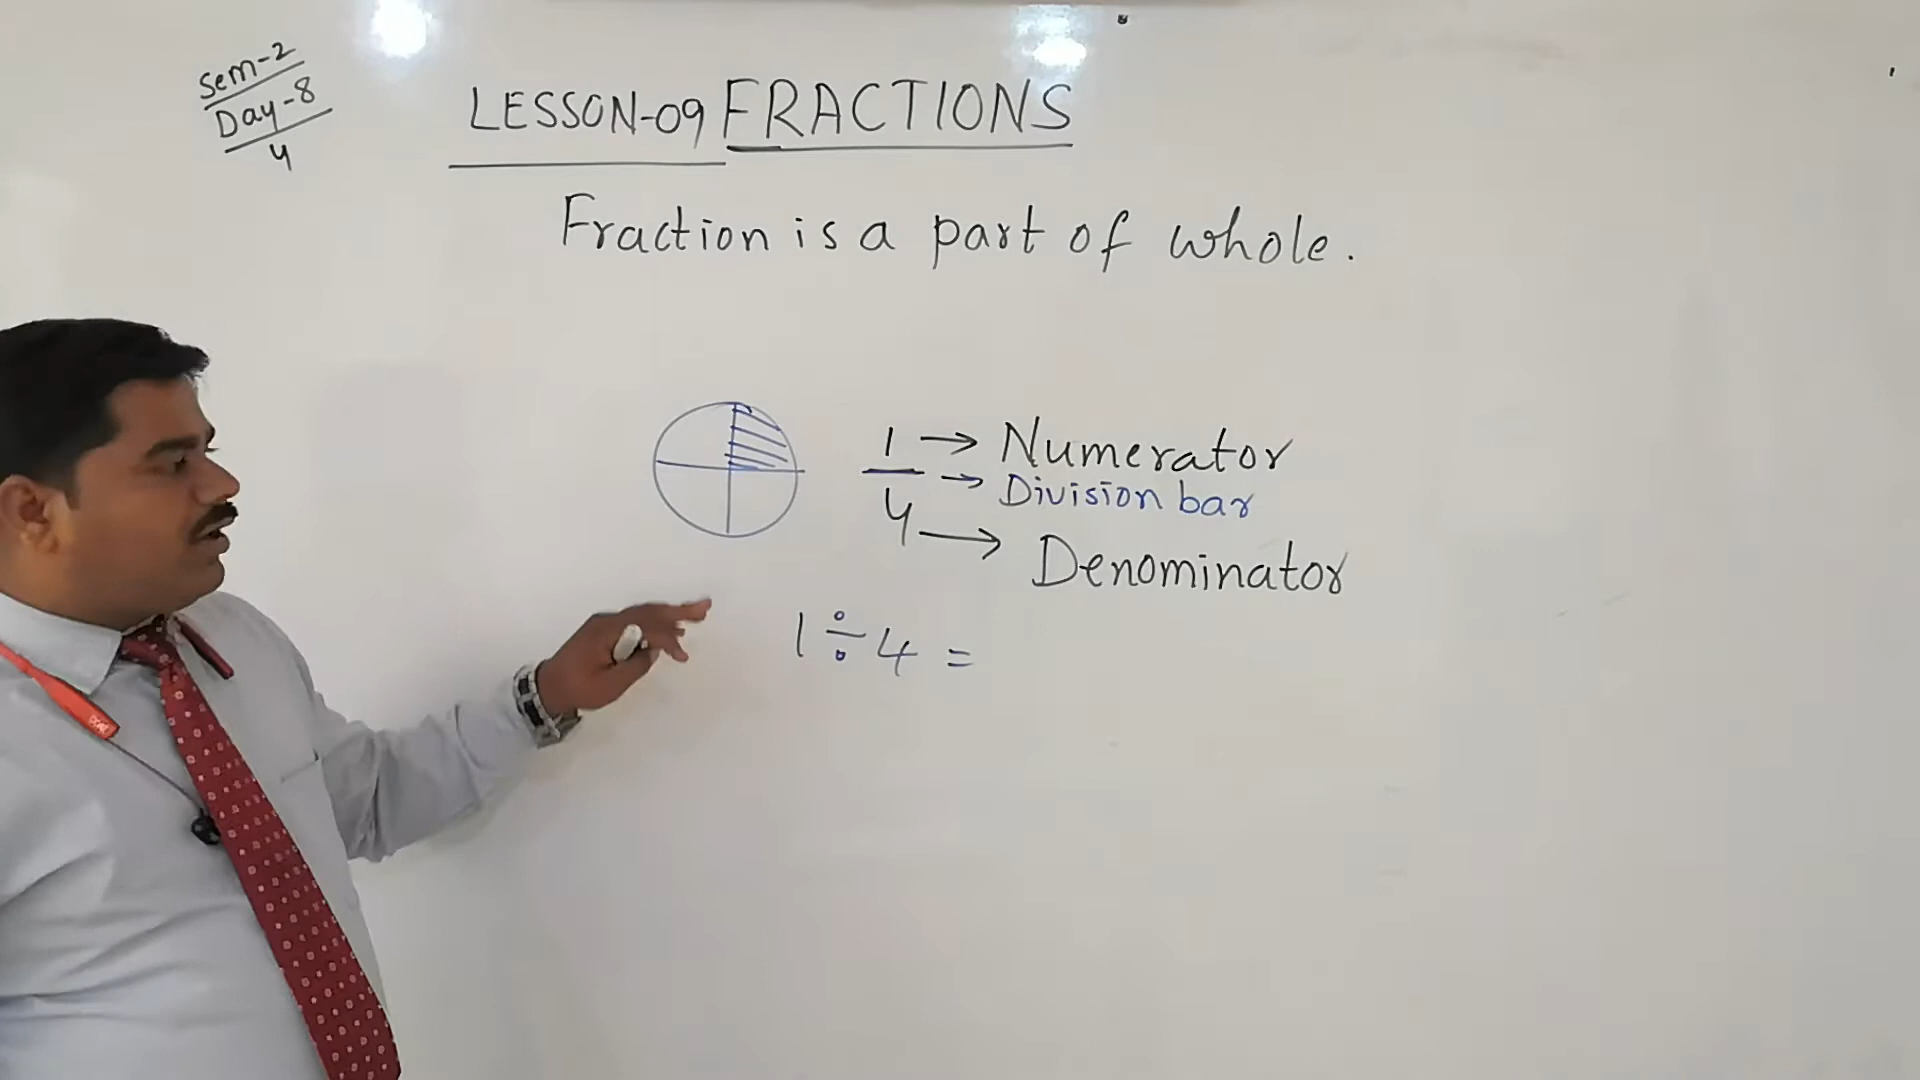 Sem-2
Day-8
4
LESSON-09 FRACTIONS
Fraction is a part of whole.
1 → Numerator
→ Division bar
4 → Denominator
1 ÷ 4 =